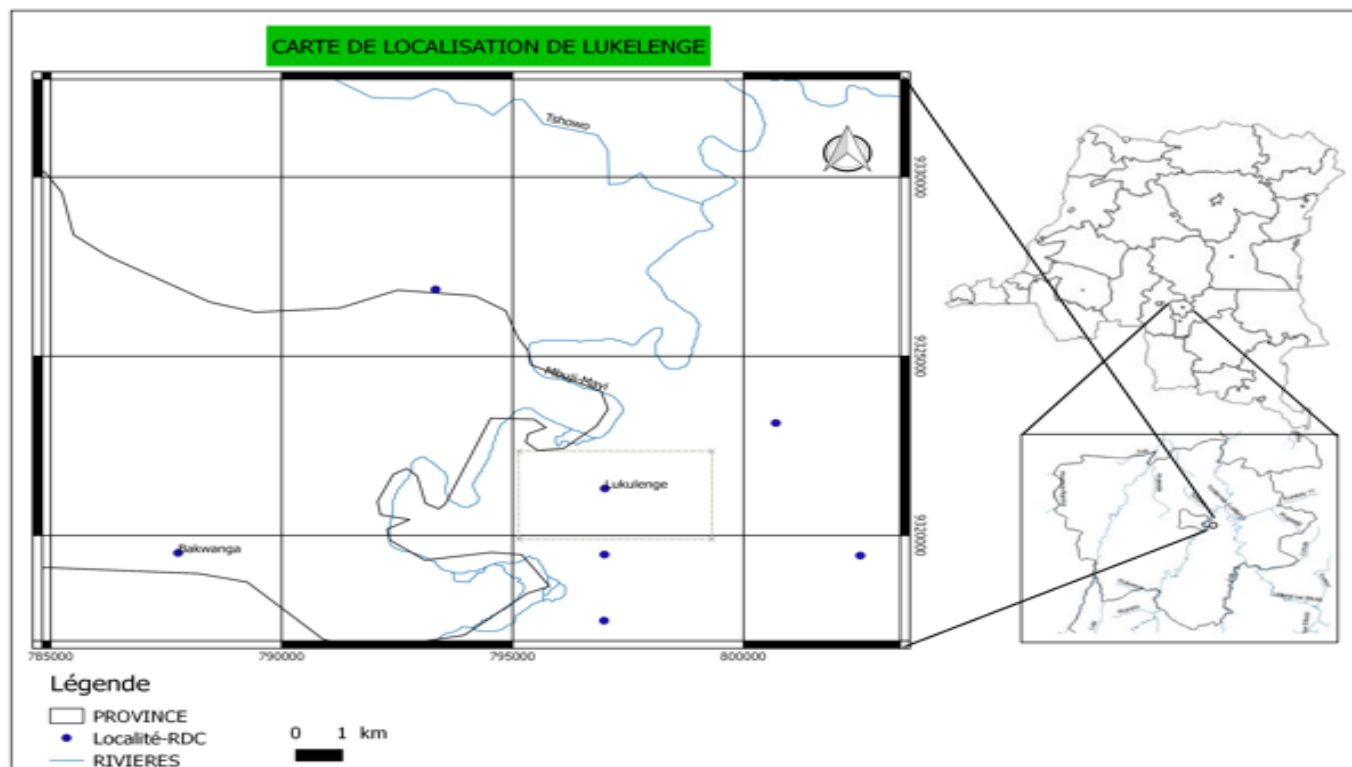 CARTE DE LOCALISATION DE LUKELENGE
Tshowo
9330000
9325000
Mbuji-Mayi
Lukulenge
9320000
Bakwanga
785000
790000
795000
800000
Légende
PROVINCE
Localité-RDC
RIVIERES
0 1 km